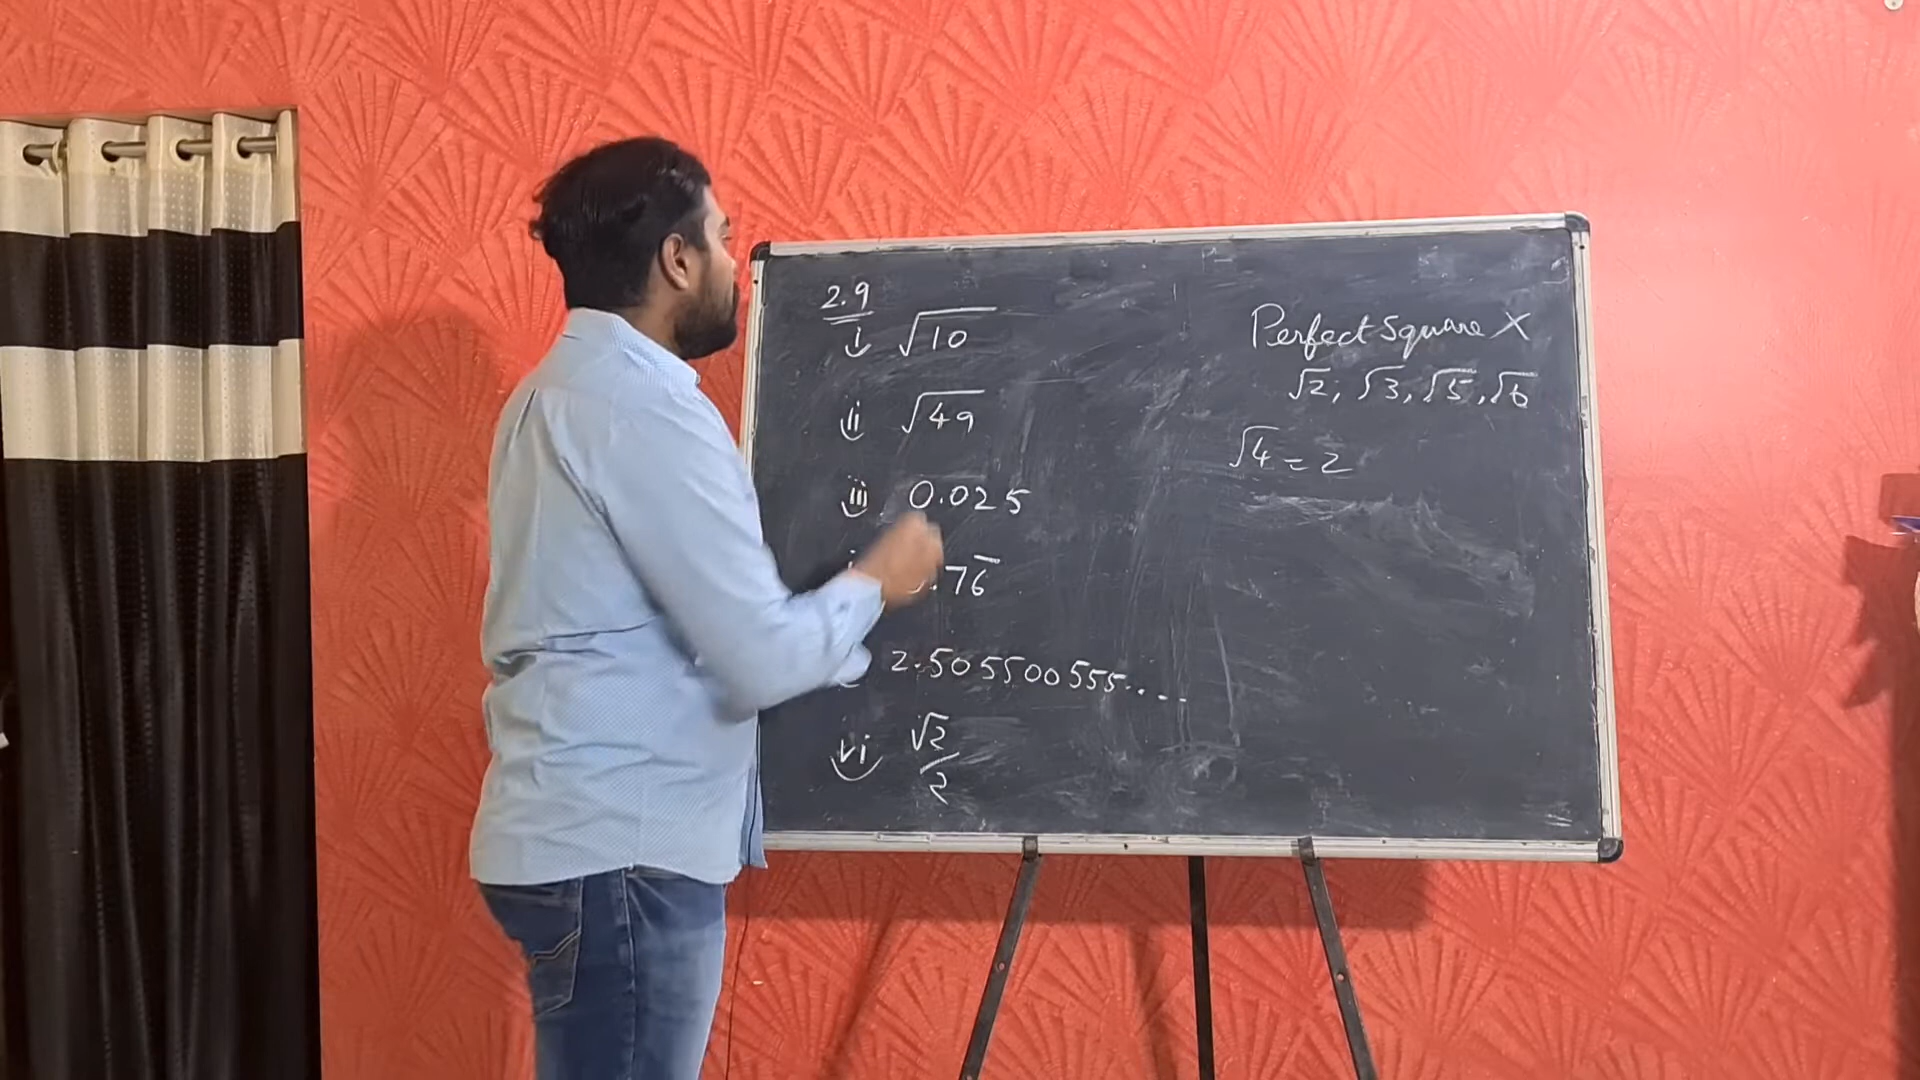 2.9
i) √10
ii) √49
iii) 0.025
.76̅
2.505500555.....
vi) √2/2
Perfect Square X
√2, √3, √5, √6
√4 = 2